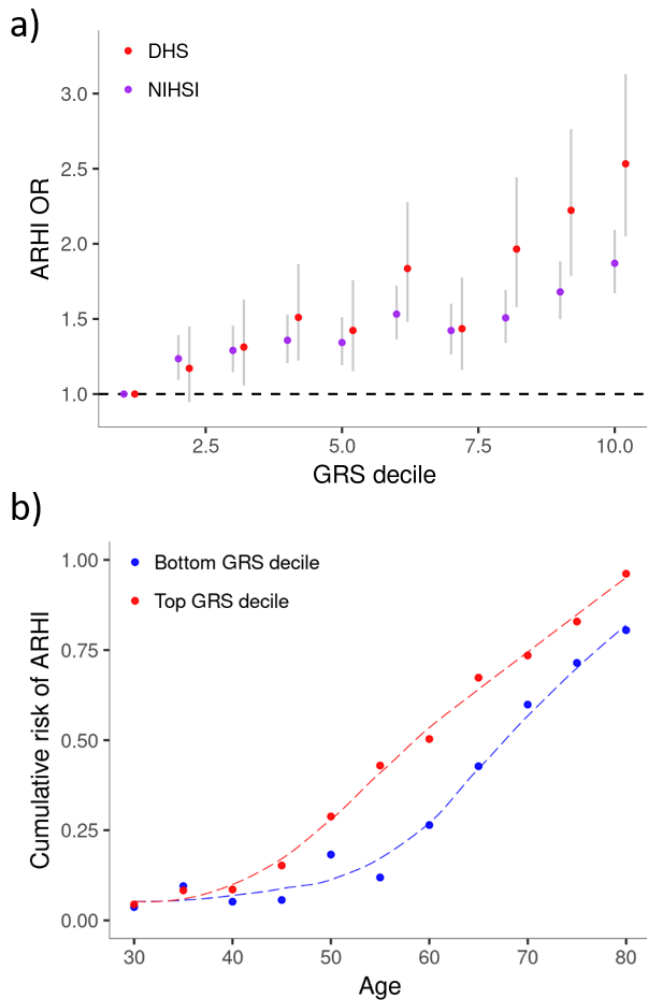 a)
DHS
NIHSI
ARHI OR
3.0
2.5
2.0
1.5
1.0
2.5 5.0 7.5 10.0
GRS decile
b)
Bottom GRS decile
Top GRS decile
Cumulative risk of ARHI
1.00
0.75
0.50
0.25
0.00
30 40 50 60 70 80
Age